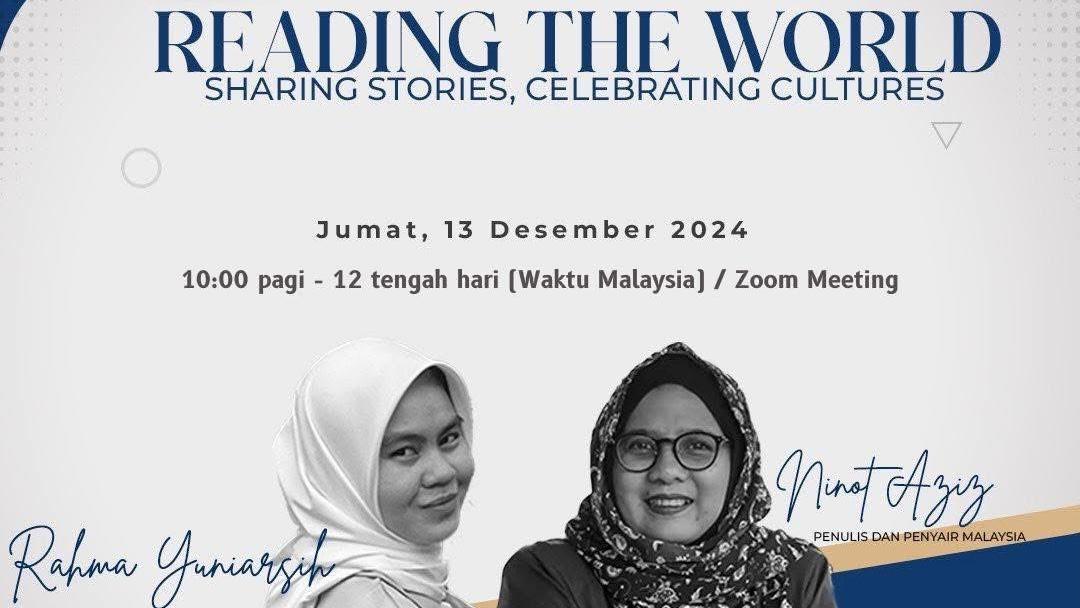 READING THE WORLD
SHARING STORIES, CELEBRATING CULTURES
Jumat, 13 Desember 2024
10:00 pagi - 12 tengah hari (Waktu Malaysia) / Zoom Meeting
Ninot Aziz
PENULIS DAN PENYAIR MALAYSIA
Rahma Yuniarsih